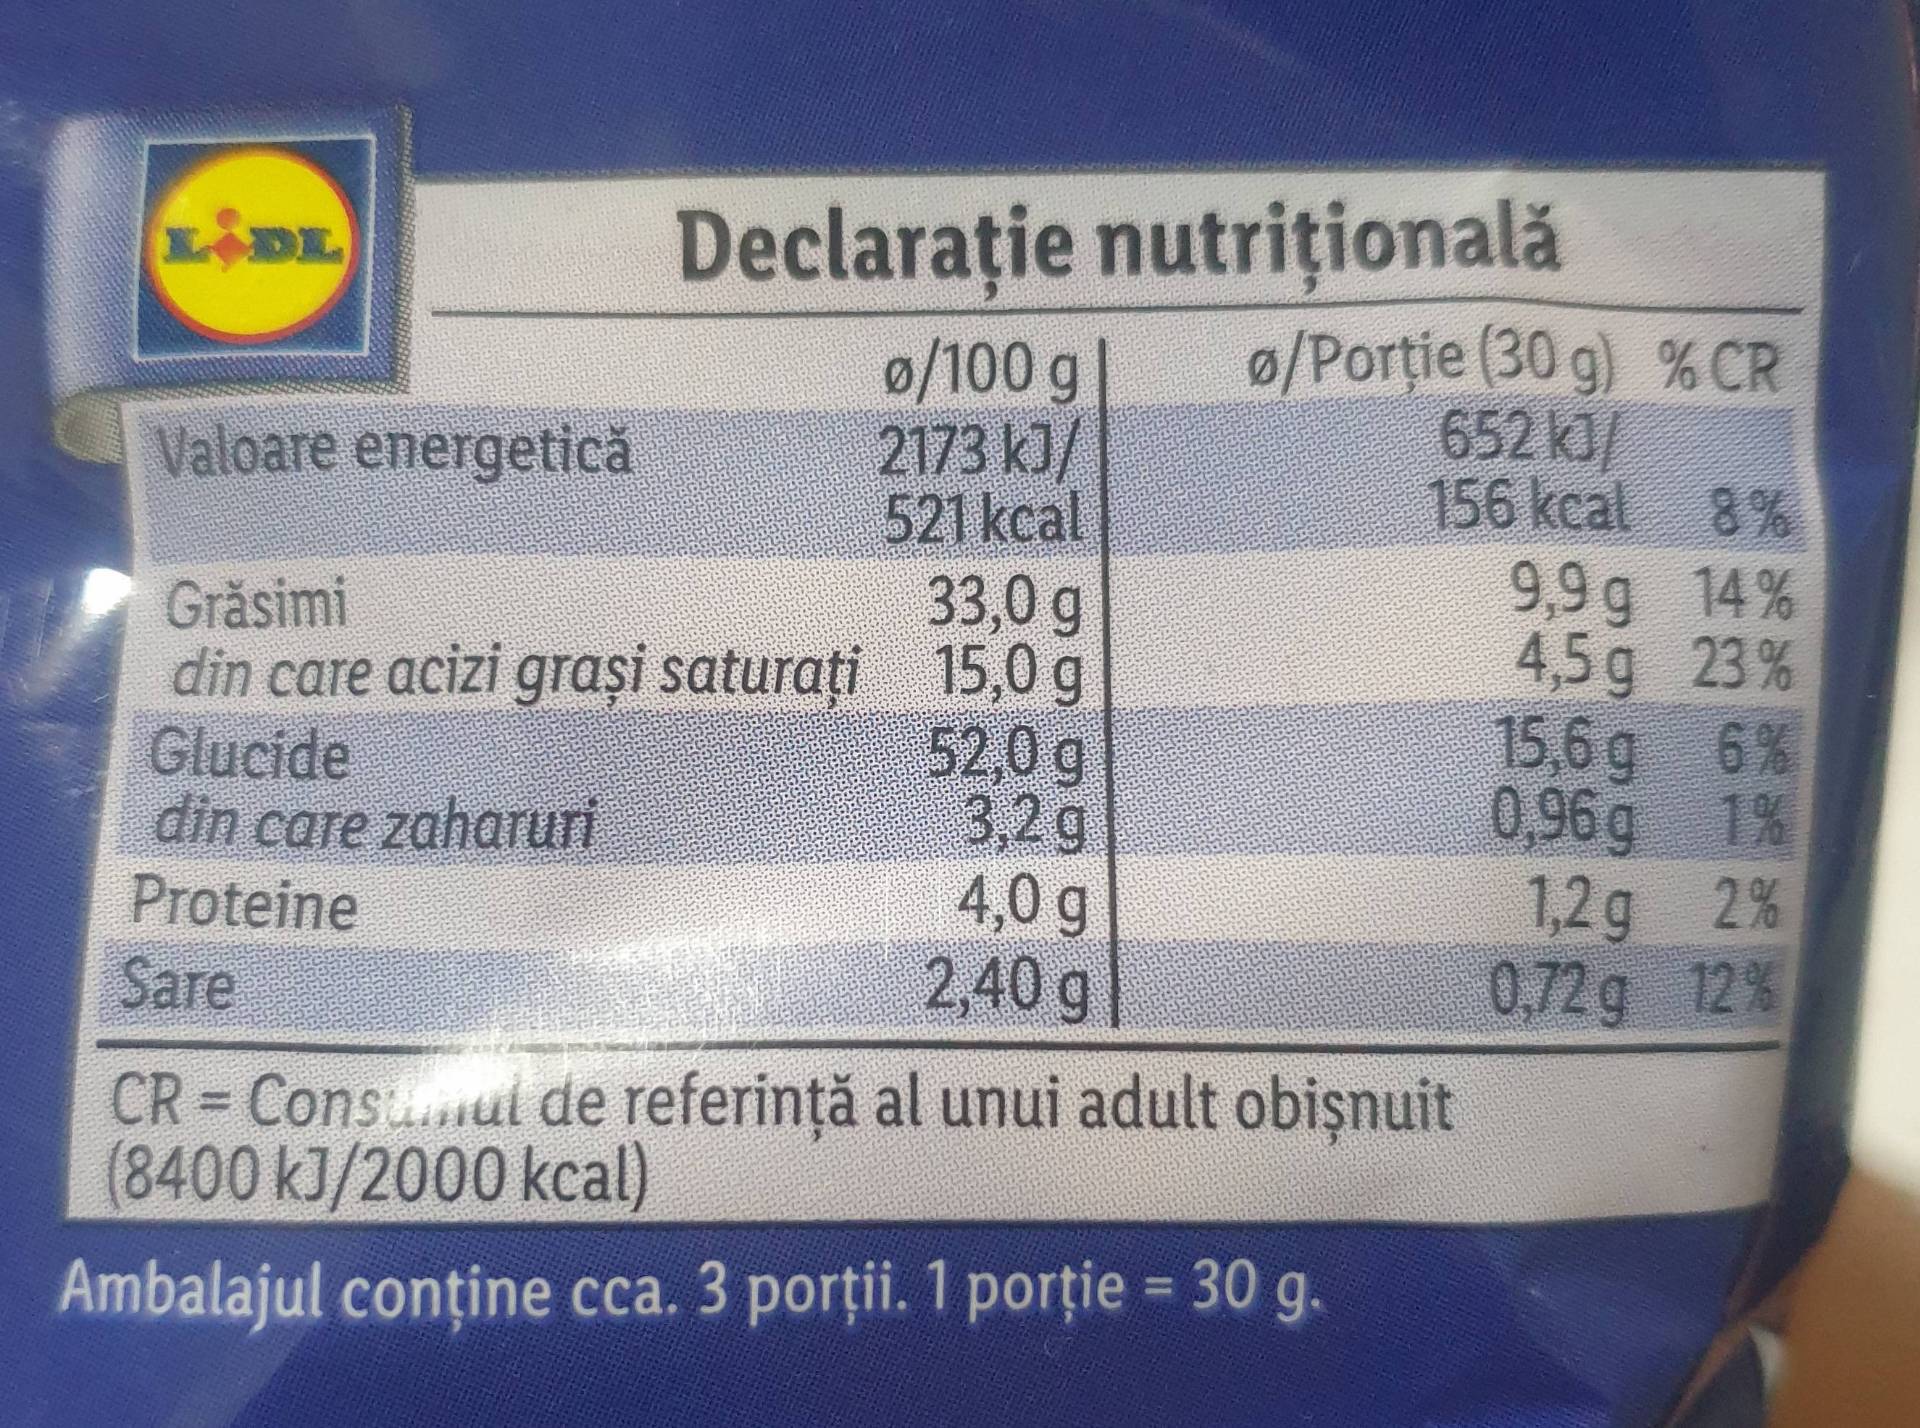 LIDL
Declarație nutrițională
ø/100 g ø/Porție (30 g) % CR
Valoare energetică 2173 kJ/ 652 kJ/
521 kcal 156 kcal 8 %
Grăsimi 33,0 g 9,9 g 14 %
din care acizi grași saturați 15,0 g 4,5 g 23 %
Glucide 52,0 g 15,6 g 6 %
din care zaharuri 3,2 g 0,96 g 1 %
Proteine 4,0 g 1,2 g 2 %
Sare 2,40 g 0,72 g 12 %
CR = Consumul de referință al unui adult obișnuit
(8400 kJ/2000 kcal)
Ambalajul conține cca. 3 porții. 1 porție = 30 g.